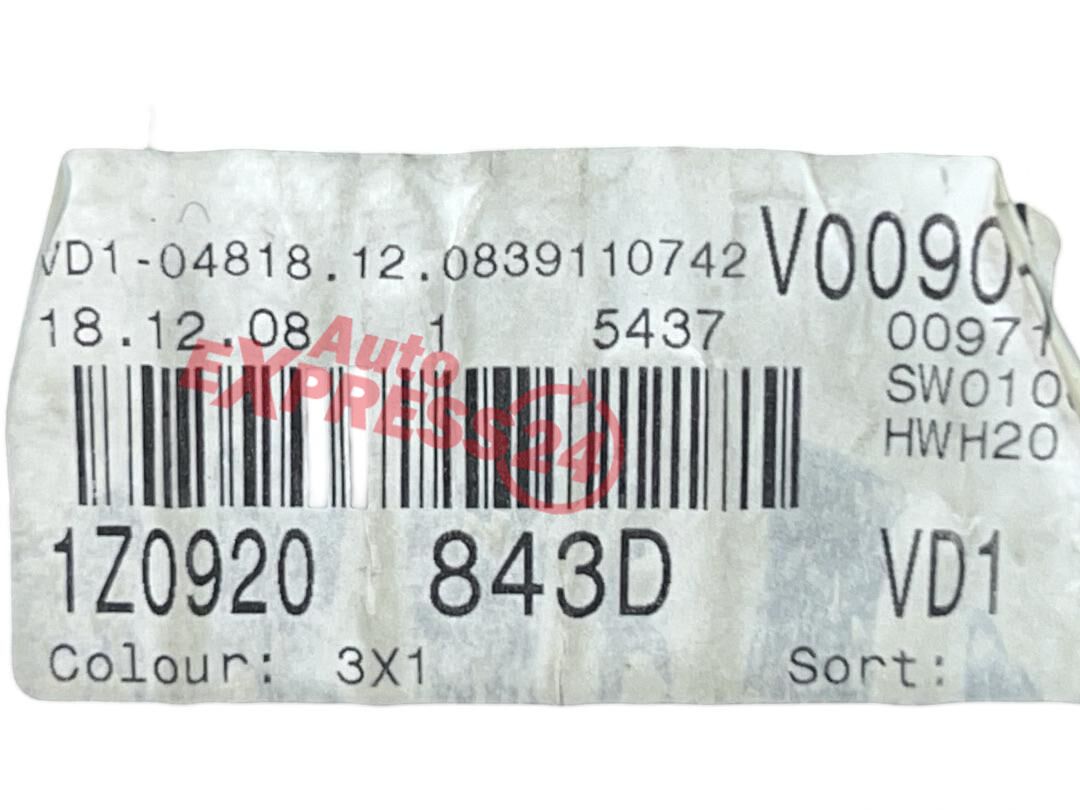 VD1-04818.12.0839110742 V0090
18.12.08 1 5437 00971
SW010
HWH20
Auto
EXPRESS24
1Z0920 843D VD1
Colour: 3X1 Sort: